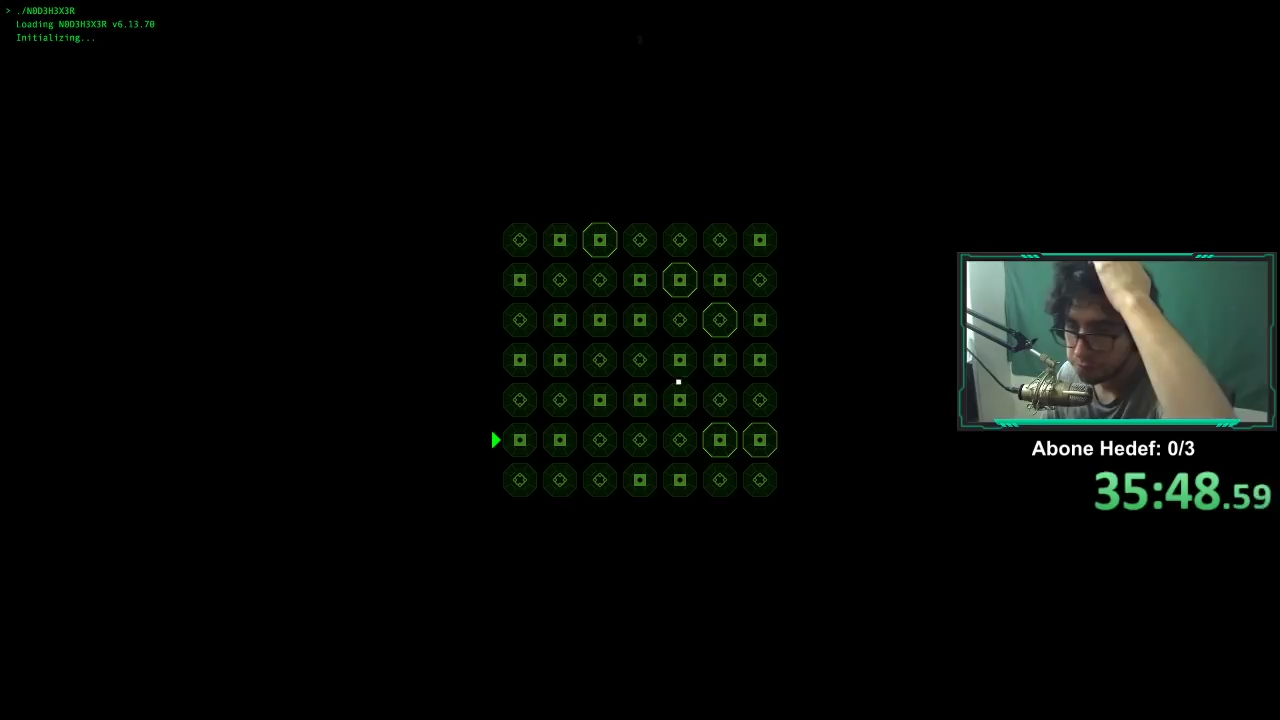 > ./N0D3H3X3R
Loading N0D3H3X3R v6.13.70
Initializing...
Abone Hedef: 0/3
35:48.59